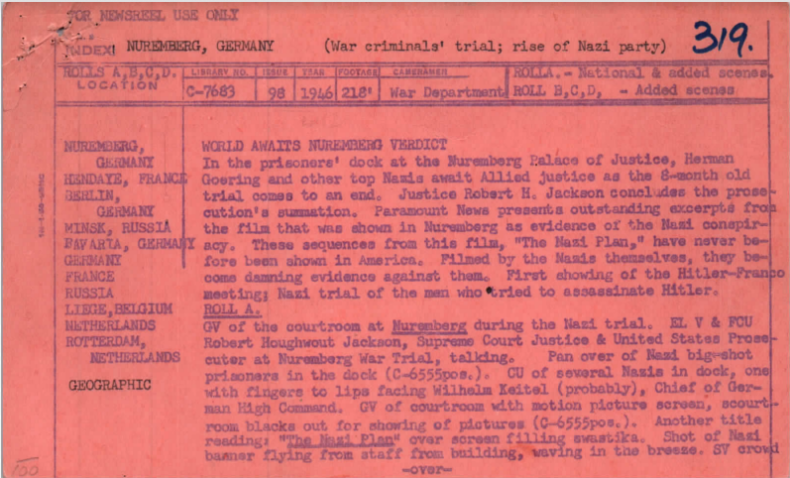 FOR NEWSREEL USE ONLY
INDEX NUREMBERG, GERMANY (War criminals' trial; rise of Nazi party) 319.
ROLLS A,B,C,D. LIBRARY NO. ISSUE YEAR FOOTAGE CAMERAMEN ROLLA. - National & added scenes.
LOCATION C-7683 98 1946 218' War Department ROLL B,C,D, - Added scenes
NUREMBERG, WORLD AWAITS NUREMBERG VERDICT
GERMANY In the prisoners' dock at the Nuremberg Palace of Justice, Herman
HENDAYE, FRANCE Goering and other top Nazis await Allied justice as the 8-month old
BERLIN, trial comes to an end. Justice Robert H. Jackson concludes the prose-
GERMANY cution's summation. Paramount News presents outstanding excerpts from
MINSK, RUSSIA the film that was shown in Nuremberg as evidence of the Nazi conspir-
BAVARIA, GERMANY acy. These sequences from this film, "The Nazi Plan," have never be-
GERMANY fore been shown in America. Filmed by the Nazis themselves, they be-
FRANCE come damning evidence against them. First showing of the Hitler-Franco
RUSSIA meeting; Nazi trial of the men who tried to assassinate Hitler.
LIEGE,BELGIUM ROLL A.
NETHERLANDS GV of the courtroom at Nuremberg during the Nazi trial. EL V & FCU
ROTTERDAM, Robert Houghwout Jackson, Supreme Court Justice & United States Prose-
NETHERLANDS cuter at Nuremberg War Trial, talking. Pan over of Nazi big-shot
prisoners in the dock (C-6555pos.). CU of several Nazis in dock, one
GEOGRAPHIC with fingers to lips facing Wilhelm Keitel (probably), Chief of Ger-
man High Command. GV of courtroom with motion picture screen, scourt-
room blacks out for showing of pictures (C-6555pos.). Another title
reading: "The Nazi Plan" over screen filling swastika. Shot of Nazi
banner flying from staff from building, waving in the breeze. SV crowd
-over-
100